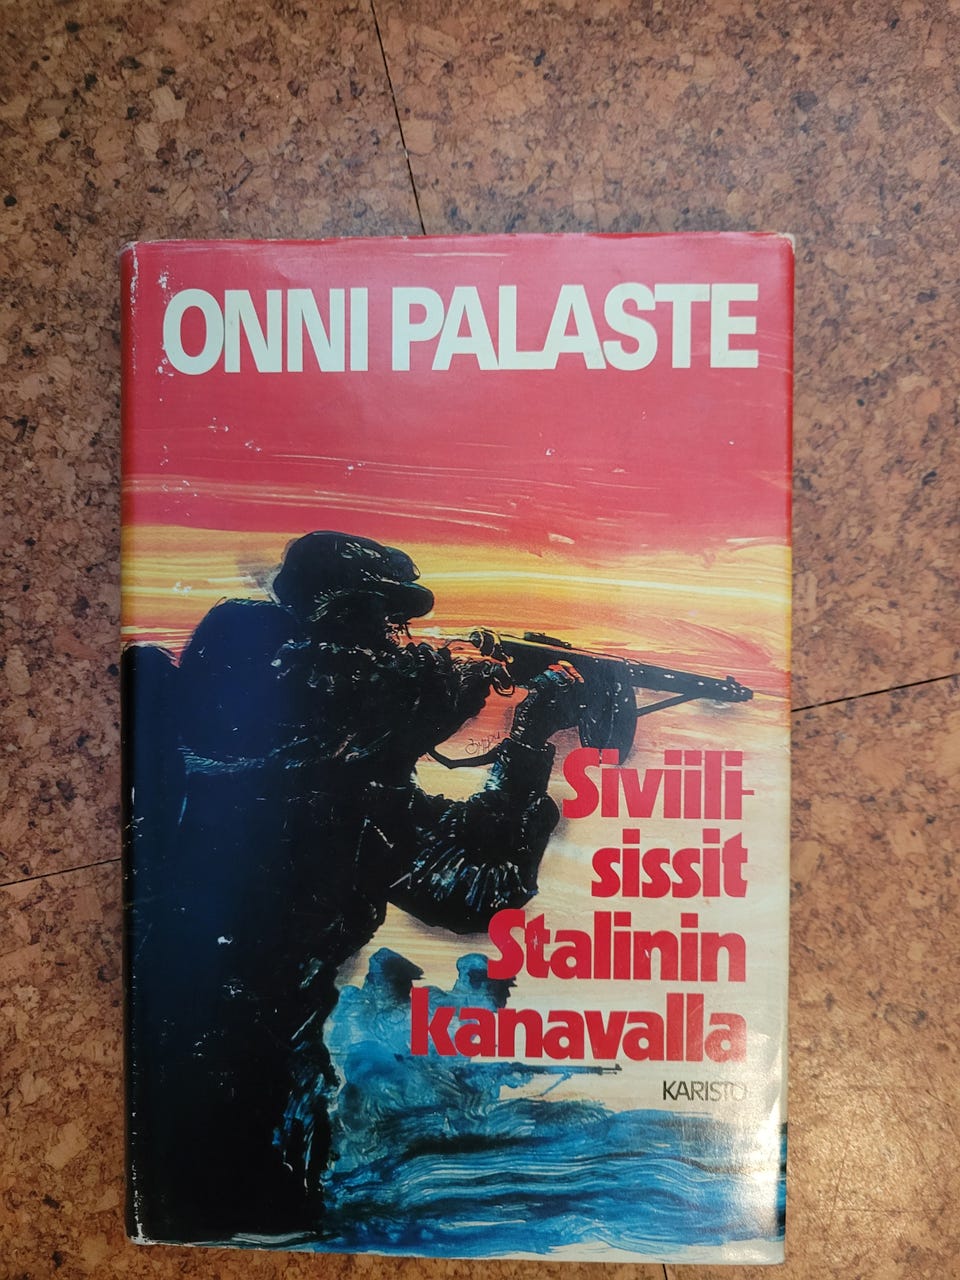 ONNI PALASTE
Siviili-
sissit
Stalinin
kanavalla
KARISTO